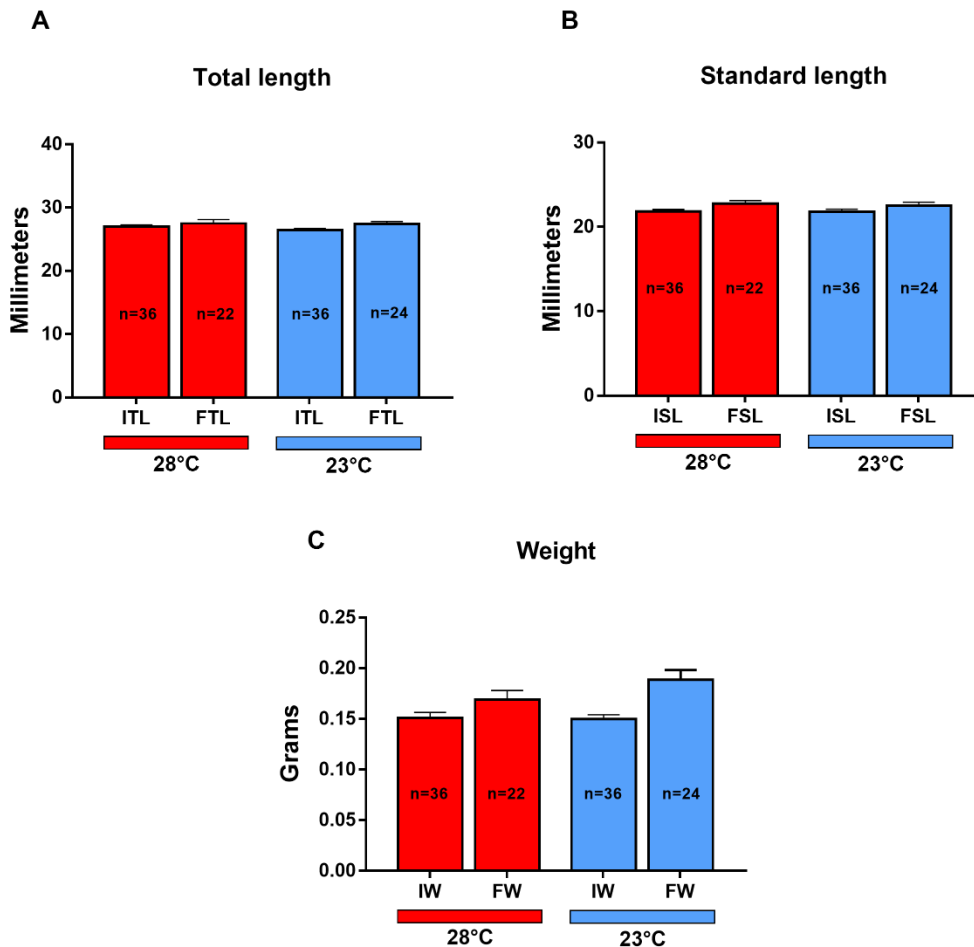 A
Total length
Millimeters
40
30
20
10
0
n=36
n=22
n=36
n=24
ITL
FTL
ITL
FTL
28°C
23°C
B
Standard length
Millimeters
30
20
10
0
n=36
n=22
n=36
n=24
ISL
FSL
ISL
FSL
28°C
23°C
C
Weight
Grams
0.25
0.20
0.15
0.10
0.05
0.00
n=36
n=22
n=36
n=24
IW
FW
IW
FW
28°C
23°C